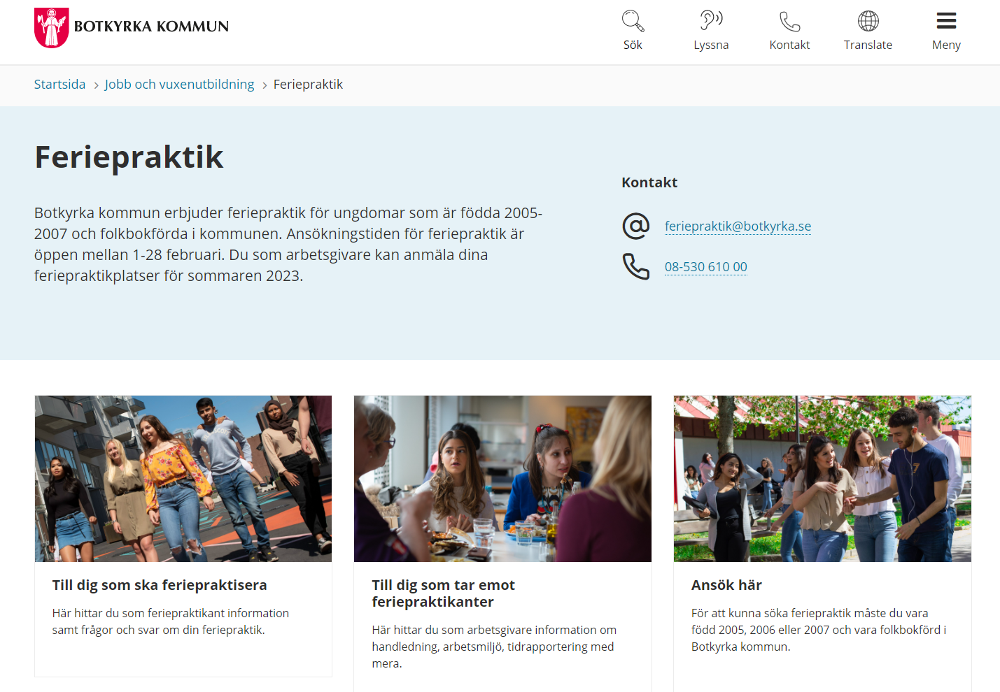 BOTKYRKA KOMMUN
Sök
Lyssna
Kontakt
Translate
Meny
Startsida > Jobb och vuxenutbildning > Feriepraktik
Feriepraktik
Botkyrka kommun erbjuder feriepraktik för ungdomar som är födda 2005-
2007 och folkbokförda i kommunen. Ansökningstiden för feriepraktik är
öppen mellan 1-28 februari. Du som arbetsgivare kan anmäla dina
feriepraktikplatser för sommaren 2023.
Kontakt
feriepraktik@botkyrka.se
08-530 610 00
Till dig som ska feriepraktisera
Här hittar du som feriepraktikant information
samt frågor och svar om din feriepraktik.
Till dig som tar emot
feriepraktikanter
Här hittar du som arbetsgivare information om
handledning, arbetsmiljö, tidrapportering med
mera.
Ansök här
För att kunna söka feriepraktik måste du vara
född 2005, 2006 eller 2007 och vara folkbokförd i
Botkyrka kommun.